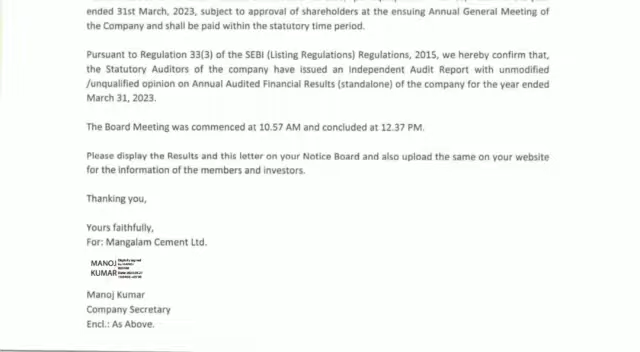 ended 31st March, 2023, subject to approval of shareholders at the ensuing Annual General Meeting of
the Company and shall be paid within the statutory time period.
Pursuant to Regulation 33(3) of the SEBI (Listing Regulations) Regulations, 2015, we hereby confirm that,
the Statutory Auditors of the company have issued an Independent Audit Report with unmodified
/unqualified opinion on Annual Audited Financial Results (standalone) of the company for the year ended
March 31, 2023.
The Board Meeting was commenced at 10.57 AM and concluded at 12.37 PM.
Please display the Results and this letter on your Notice Board and also upload the same on your website
for the information of the members and investors.
Thanking you,
Yours faithfully,
For: Mangalam Cement Ltd.
MANOJ
KUMAR
Manoj Kumar
Company Secretary
Encl.: As Above.